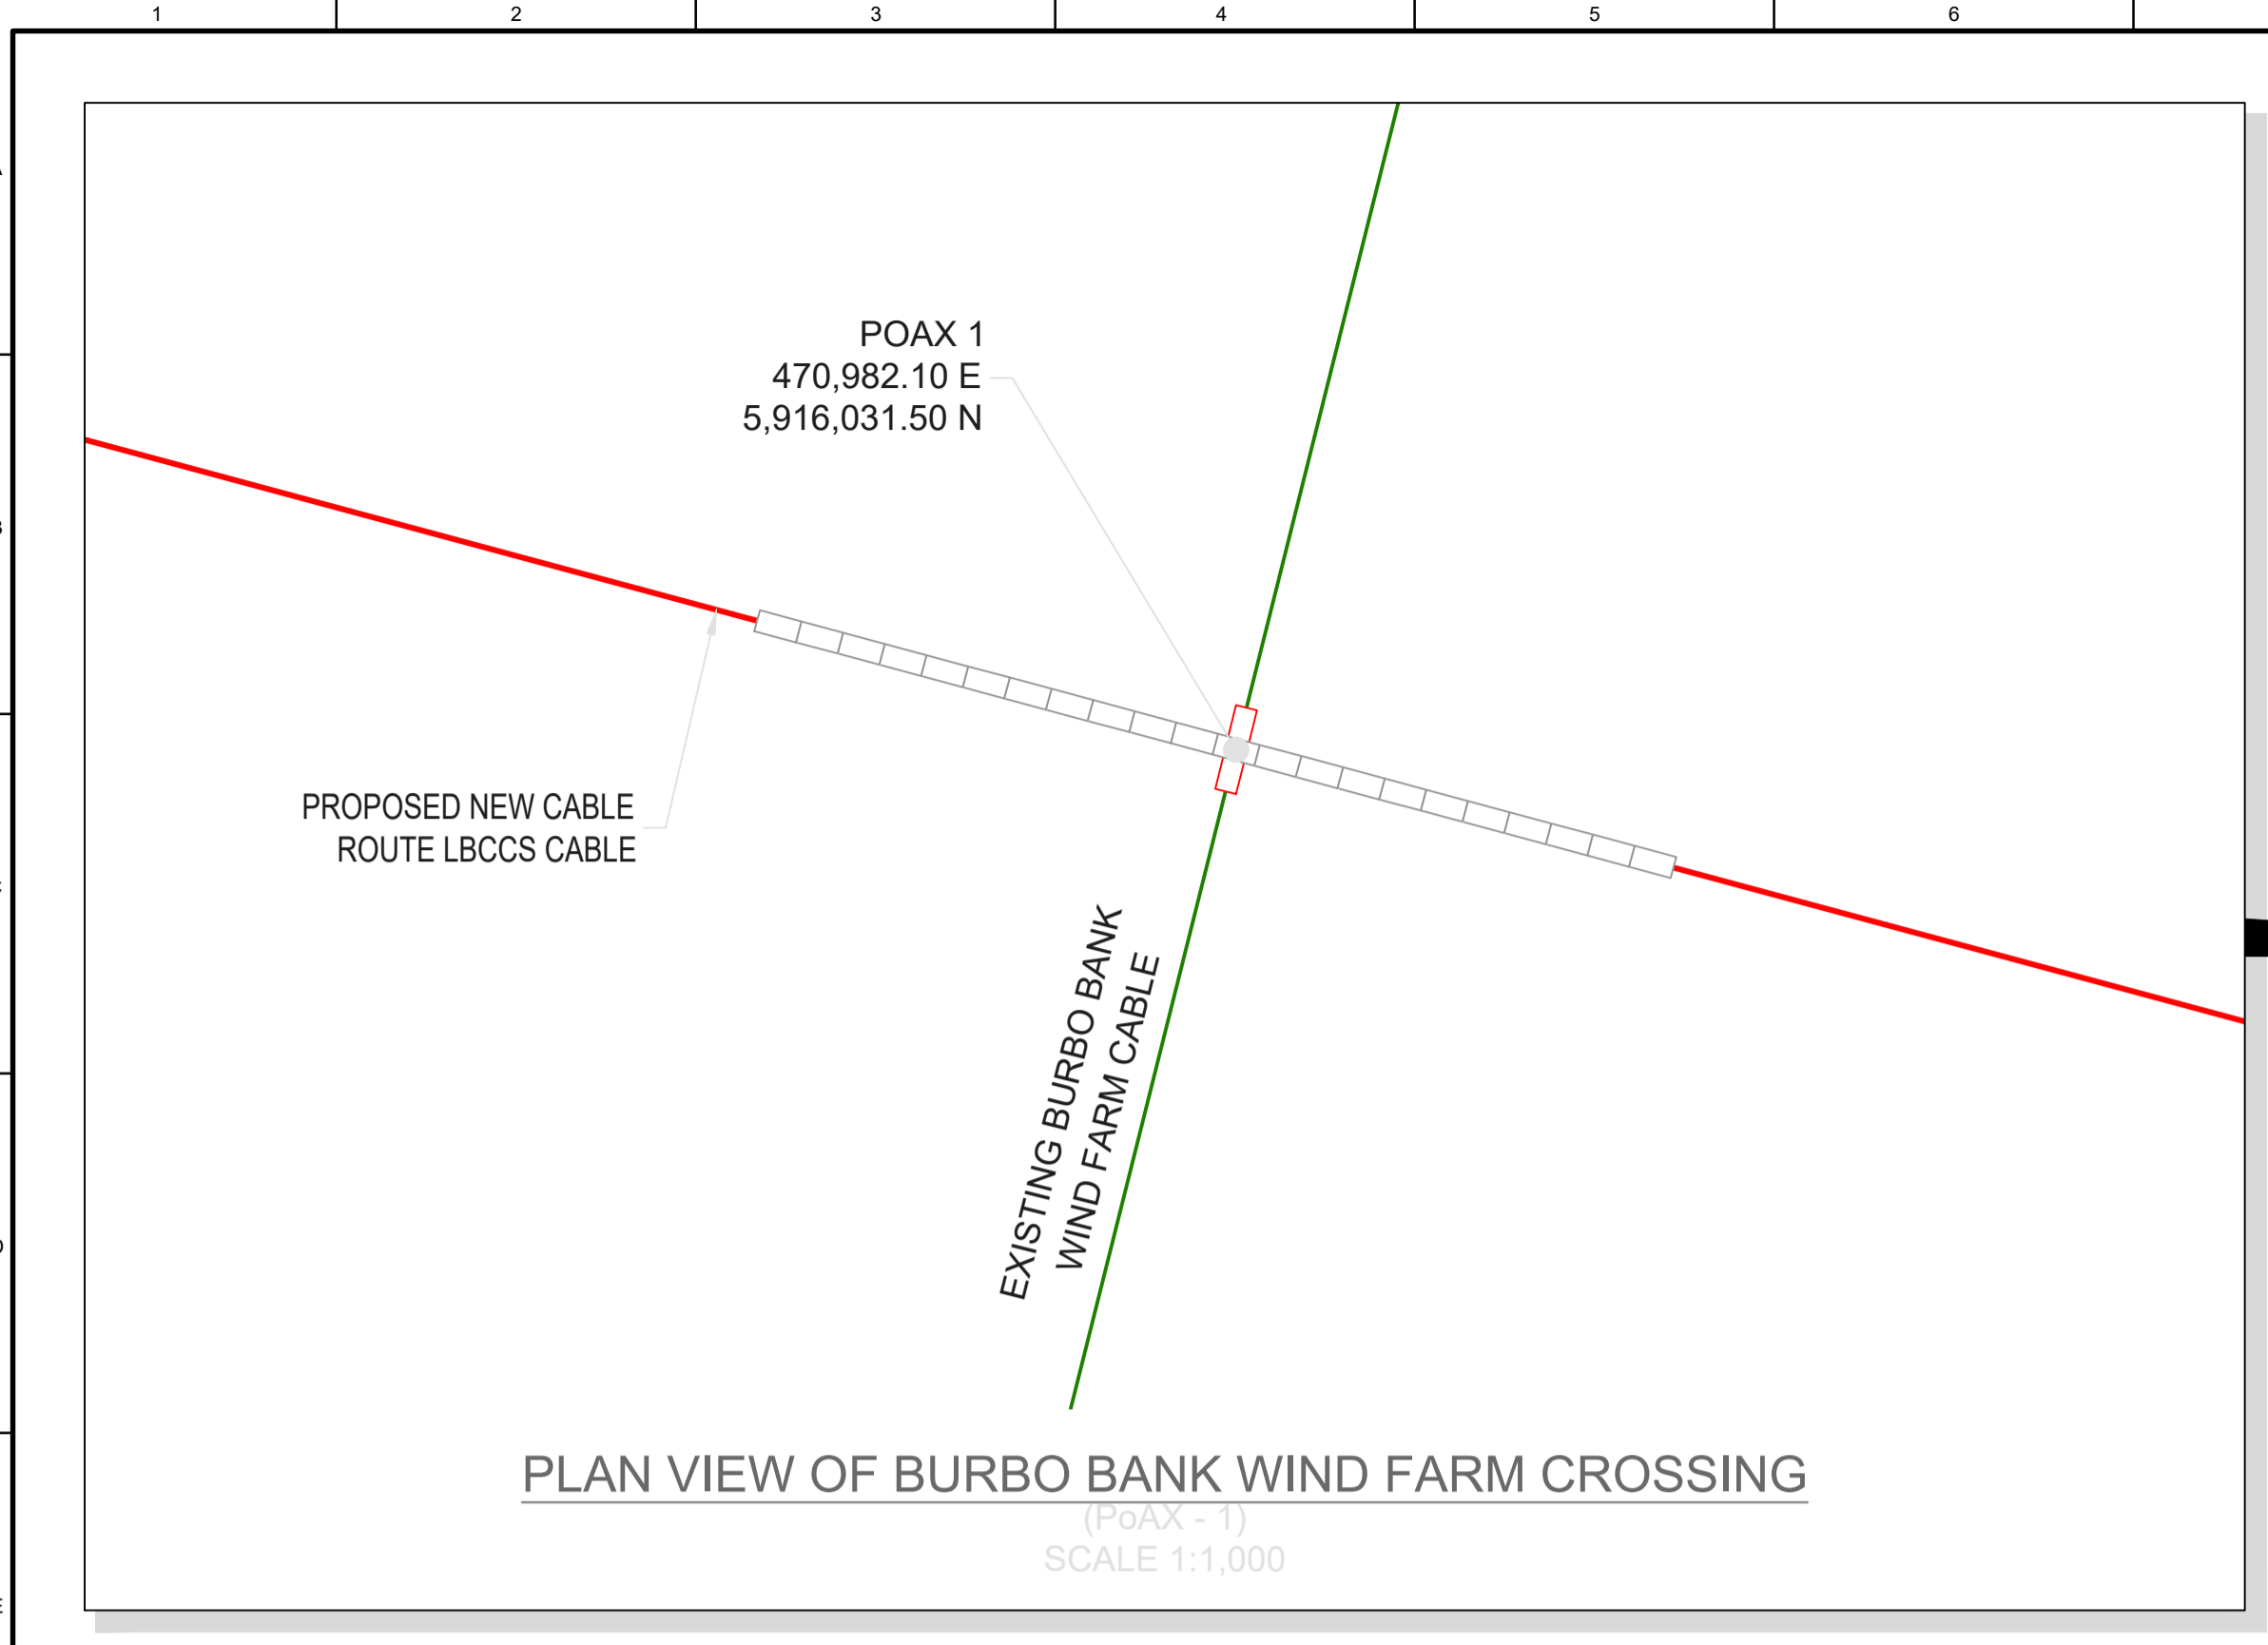 1 2 3 4 5 6
POAX 1
470,982.10 E
5,916,031.50 N
PROPOSED NEW CABLE
ROUTE LBCCS CABLE
EXISTING BURBO BANK
WIND FARM CABLE
PLAN VIEW OF BURBO BANK WIND FARM CROSSING
(PoAX - 1)
SCALE 1:1,000